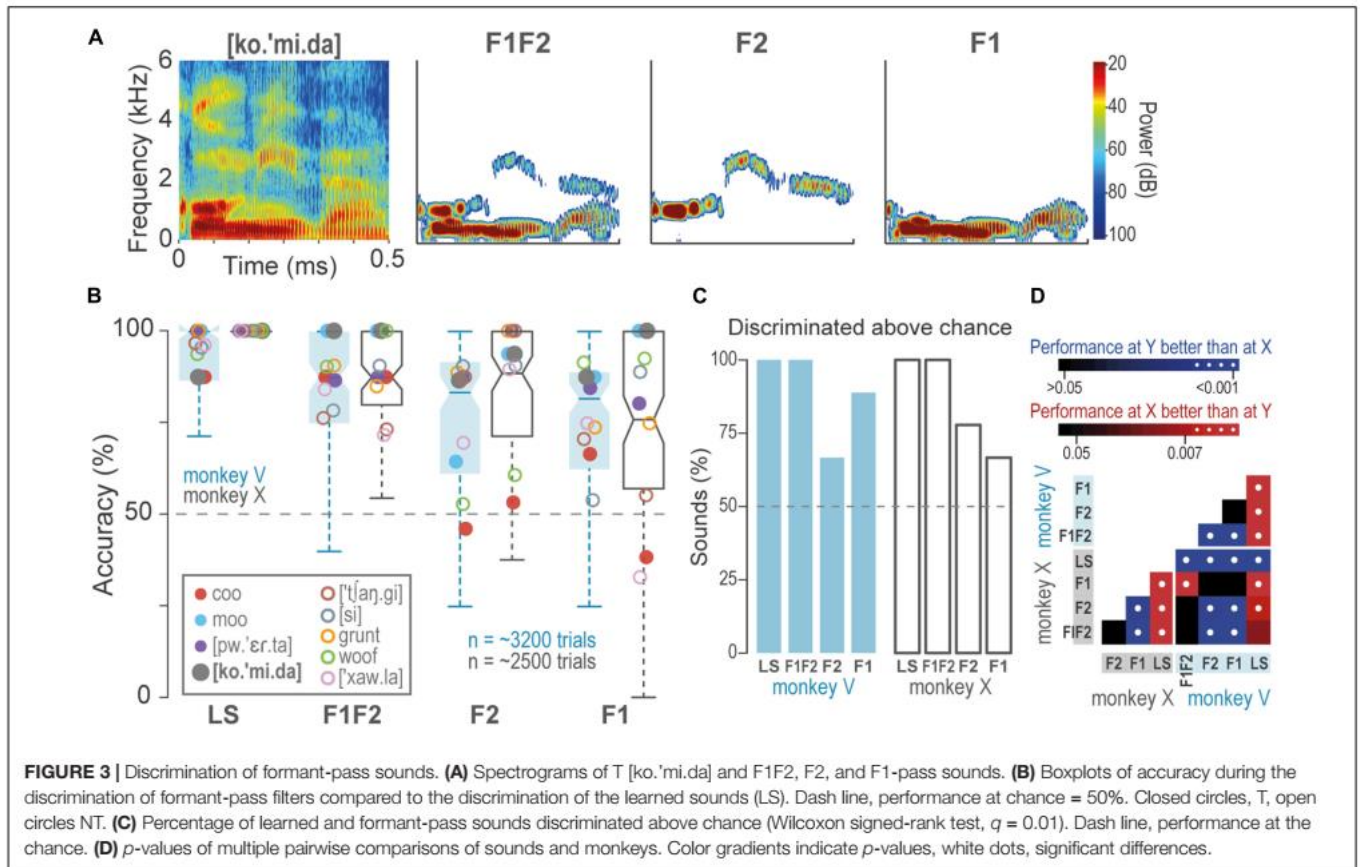 A
[ko.'mi.da]
F1F2
F2
F1
Frequency (kHz)
6
4
2
0
0
Time (ms)
0.5
20
40
60
80
100
Power (dB)
B
Accuracy (%)
100
50
0
monkey V
monkey X
coo
moo
[pw.'ɛr.ta]
[ko.'mi.da]
['tʃaŋ.gi]
[si]
grunt
woof
['xaw.la]
n = ~3200 trials
n = ~2500 trials
LS
F1F2
F2
F1
C
Discriminated above chance
Sounds (%)
100
75
50
25
0
LS F1F2 F2 F1
LS F1F2 F2 F1
monkey V
monkey X
D
Performance at Y better than at X
>0.05
<0.001
Performance at X better than at Y
0.05
0.007
monkey V
F1
F2
F1F2
LS
monkey X
LS
F1
F2
FIF2
F2 F1 LS F1F2 F2 F1 LS
monkey X
monkey V
FIGURE 3 | Discrimination of formant-pass sounds. (A) Spectrograms of T [ko.'mi.da] and F1F2, F2, and F1-pass sounds. (B) Boxplots of accuracy during the
discrimination of formant-pass filters compared to the discrimination of the learned sounds (LS). Dash line, performance at chance = 50%. Closed circles, T, open
circles NT. (C) Percentage of learned and formant-pass sounds discriminated above chance (Wilcoxon signed-rank test, q = 0.01). Dash line, performance at the
chance. (D) p-values of multiple pairwise comparisons of sounds and monkeys. Color gradients indicate p-values, white dots, significant differences.